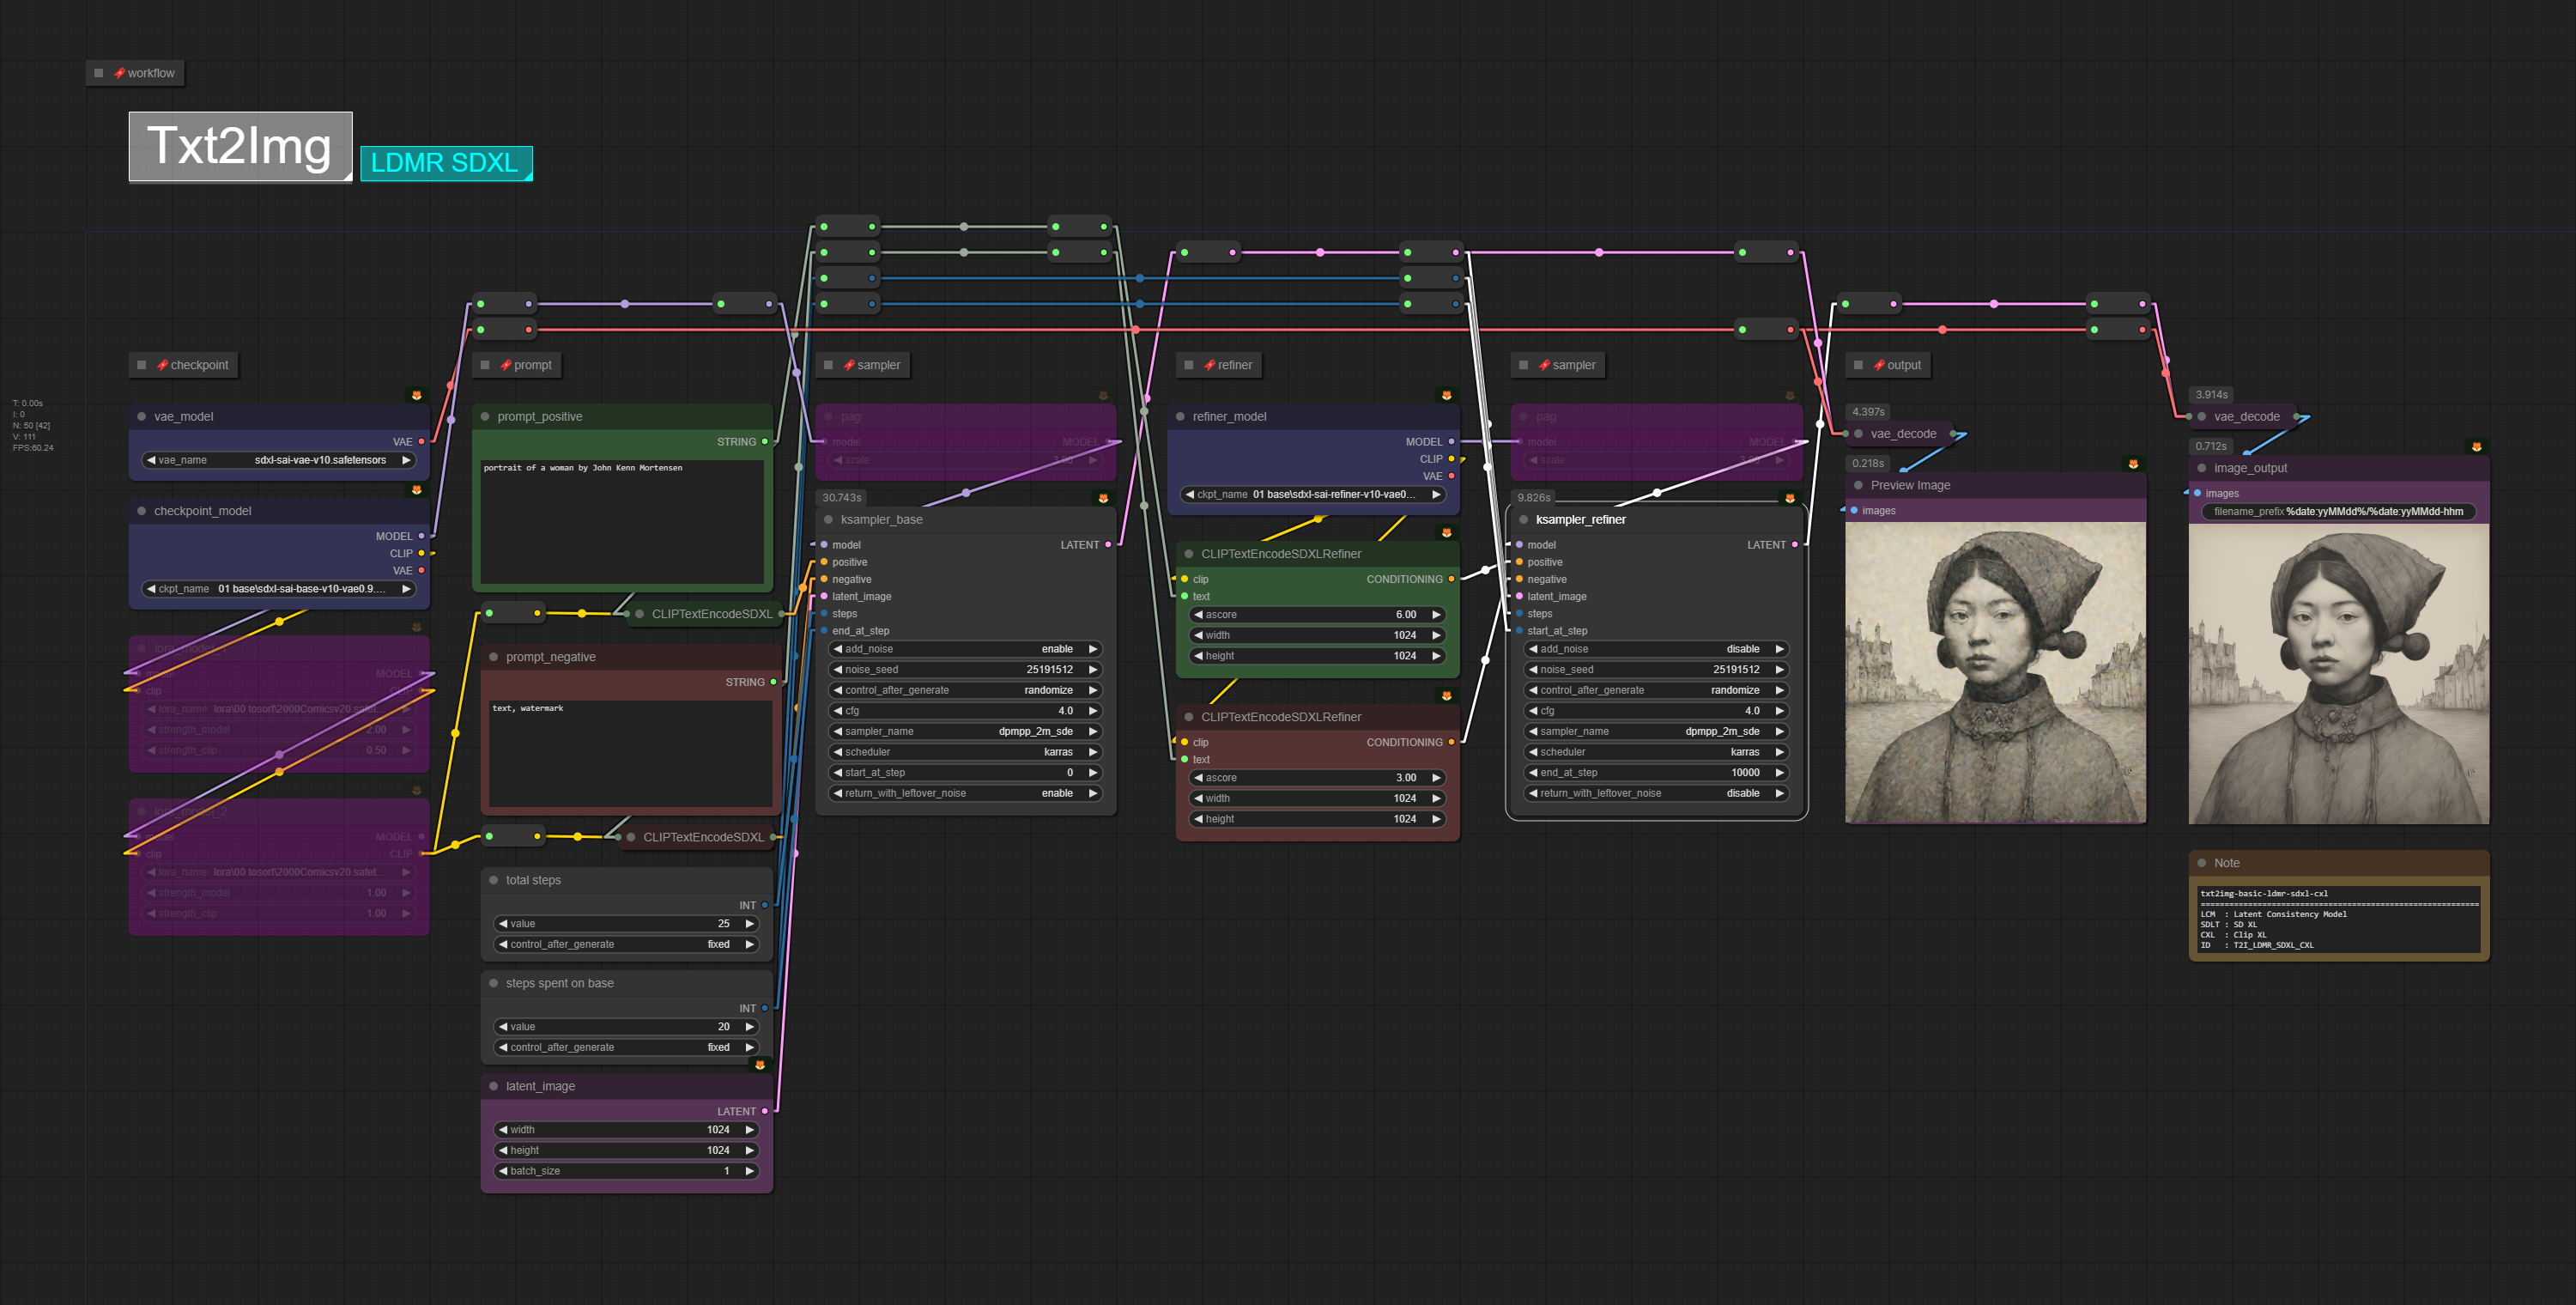 workflow
Txt2Img
LDMR SDXL
checkpoint
prompt
sampler
refiner
sampler
output
T: 0.00s
I: 0
N: 50 [42]
V: 111
FPS:60.24
vae_model
VAE
vae_name sdxl-sai-vae-v10.safetensors
checkpoint_model
MODEL
CLIP
VAE
ckpt_name 01 base\sdxl-sai-base-v10-vae0.9....
MODEL
clip
lora_name lora\00 tosort\2000Comicsv20.safet...
strength_model 2.00
strength_clip 0.50
lora_model_2
MODEL
clip CLIP
lora_name lora\00 tosort\2000Comicsv20.safet...
strength_model 1.00
strength_clip 1.00
prompt_positive
STRING
portrait of a woman by John Kenn Mortensen
CLIPTextEncodeSDXL
prompt_negative
STRING
text, watermark
CLIPTextEncodeSDXL
total steps
INT
value 25
control_after_generate fixed
steps spent on base
INT
value 20
control_after_generate fixed
latent_image
LATENT
width 1024
height 1024
batch_size 1
pag
model MODEL
scale 3.00
30.743s
ksampler_base
model LATENT
positive
negative
latent_image
steps
end_at_step
add_noise enable
noise_seed 25191512
control_after_generate randomize
cfg 4.0
sampler_name dpmpp_2m_sde
scheduler karras
start_at_step 0
return_with_leftover_noise enable
refiner_model
MODEL
CLIP
VAE
ckpt_name 01 base\sdxl-sai-refiner-v10-vae0...
CLIPTextEncodeSDXLRefiner
clip CONDITIONING
text
ascore 6.00
width 1024
height 1024
CLIPTextEncodeSDXLRefiner
clip CONDITIONING
text
ascore 3.00
width 1024
height 1024
pag
model MODEL
scale 3.00
9.826s
ksampler_refiner
model LATENT
positive
negative
latent_image
steps
start_at_step
add_noise disable
noise_seed 25191512
control_after_generate randomize
cfg 4.0
sampler_name dpmpp_2m_sde
scheduler karras
end_at_step 10000
return_with_leftover_noise disable
4.397s
vae_decode
0.218s
Preview Image
images
3.914s
vae_decode
0.712s
image_output
images
filename_prefix %date:yyMMdd%/%date:yyMMdd-hhm
Note
txt2img-basic-ldmr-sdxl-cxl
LCM : Latent Consistency Model
SDLT : SD XL
CXL : Clip XL
ID : T2I_LDMR_SDXL_CXL